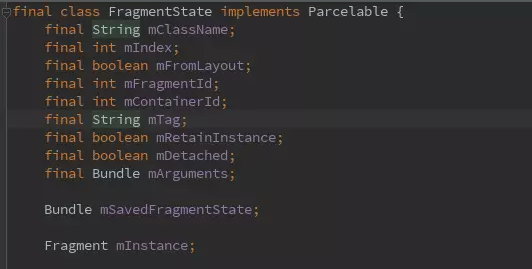 final class FragmentState implements Parcelable {
final String mClassName;
final int mIndex;
final boolean mFromLayout;
final int mFragmentId;
final int mContainerId;
final String mTag;
final boolean mRetainInstance;
final boolean mDetached;
final Bundle mArguments;
Bundle mSavedFragmentState;
Fragment mInstance;